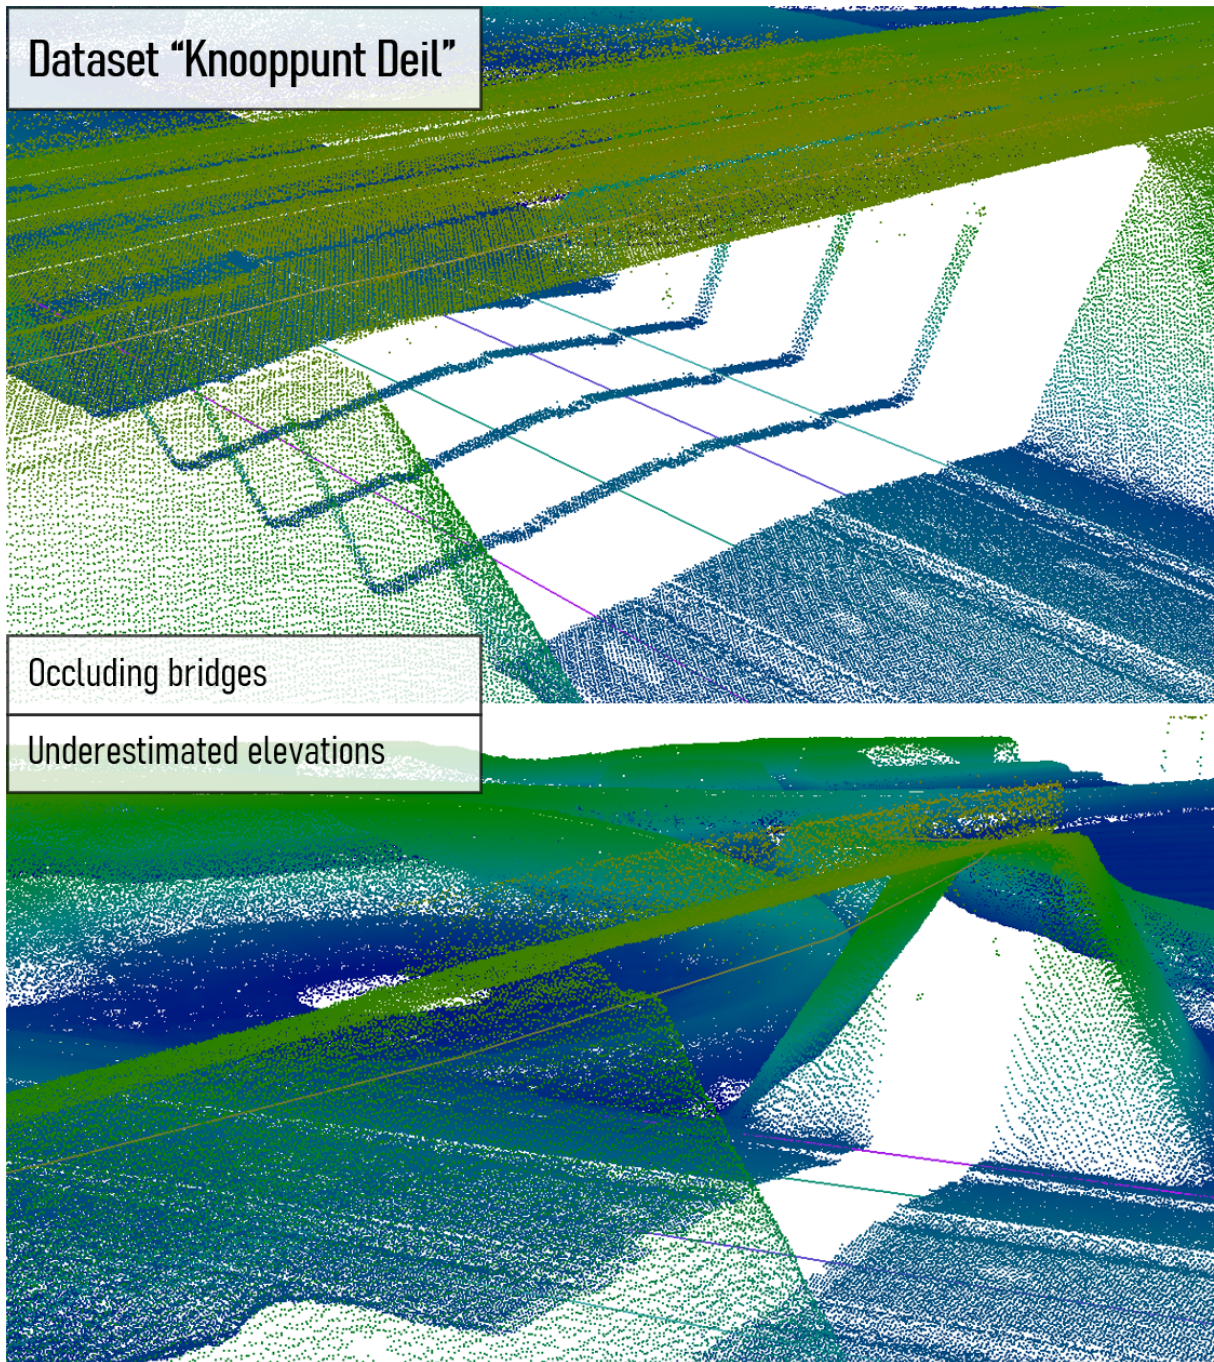 Dataset “Knooppunt Deil”
Occluding bridges
Underestimated elevations